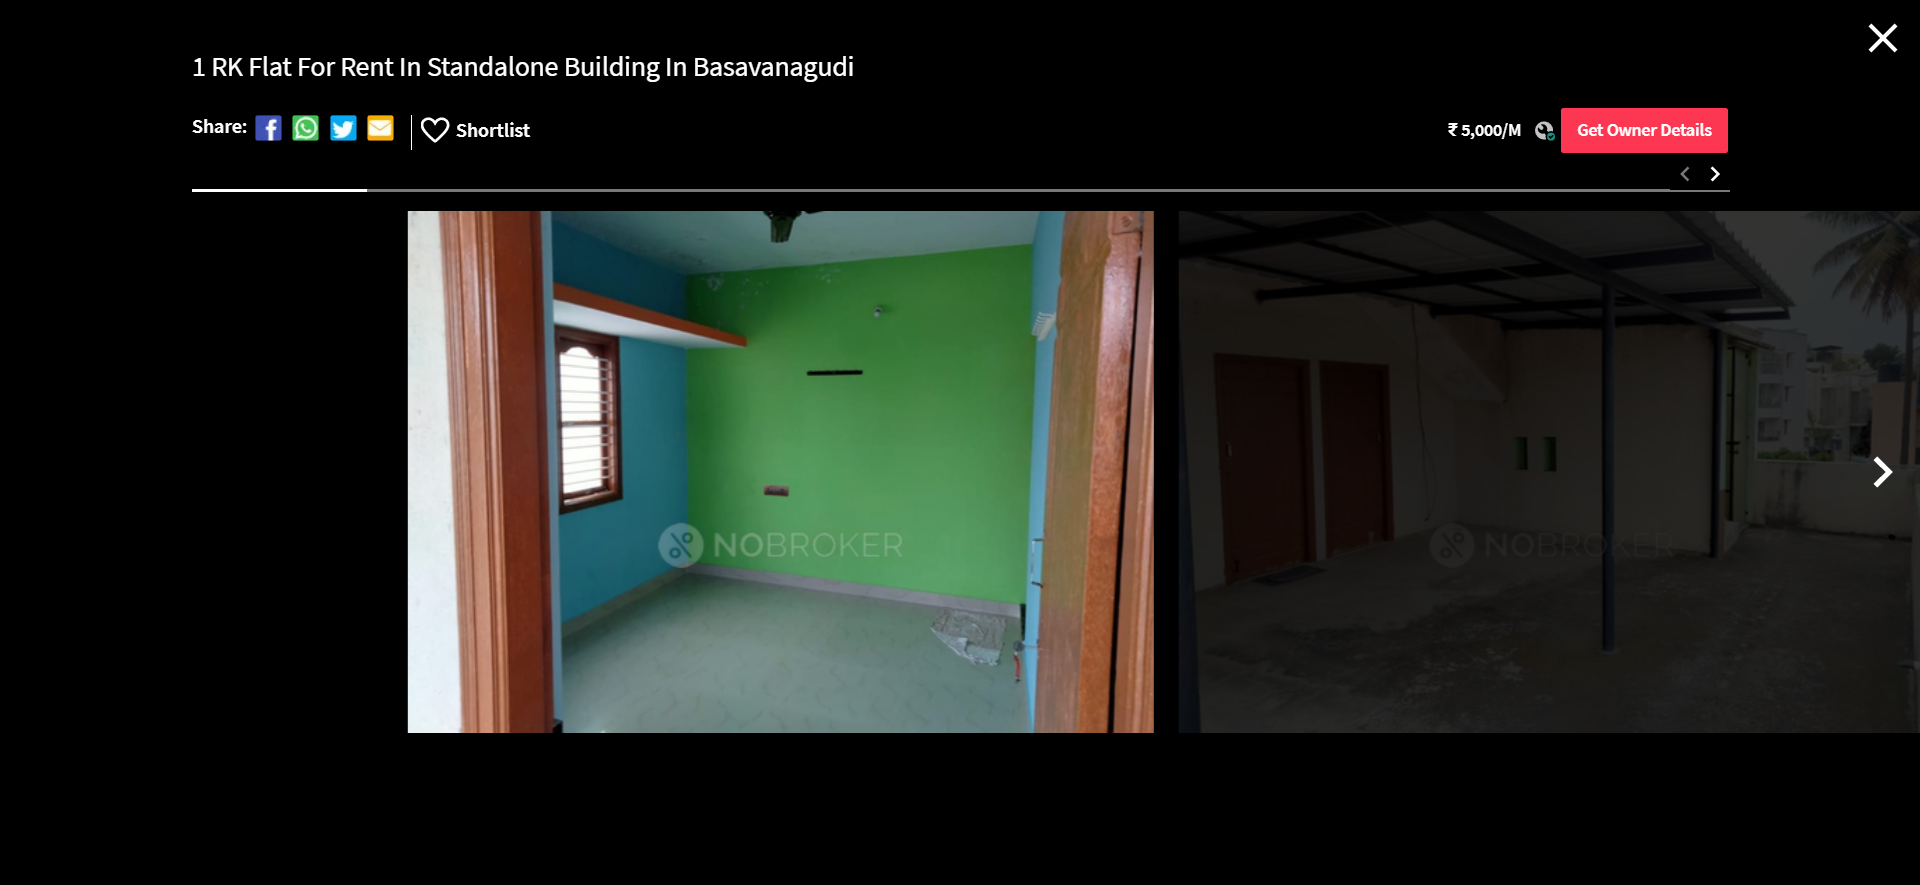 1 RK Flat For Rent In Standalone Building In Basavanagudi
Share:
Shortlist
₹ 5,000/M
Get Owner Details
NOBROKER
NOBROKER